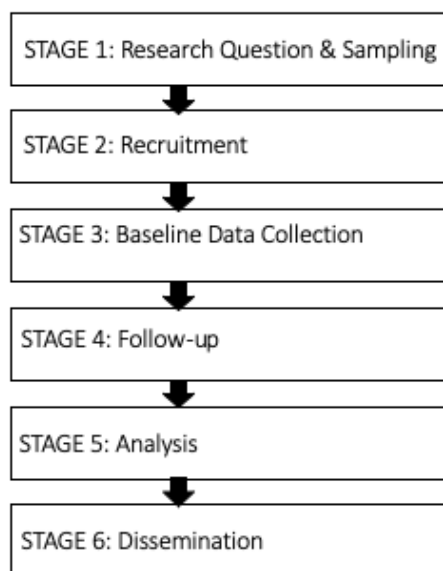 STAGE 1: Research Question & Sampling
STAGE 2: Recruitment
STAGE 3: Baseline Data Collection
STAGE 4: Follow-up
STAGE 5: Analysis
STAGE 6: Dissemination